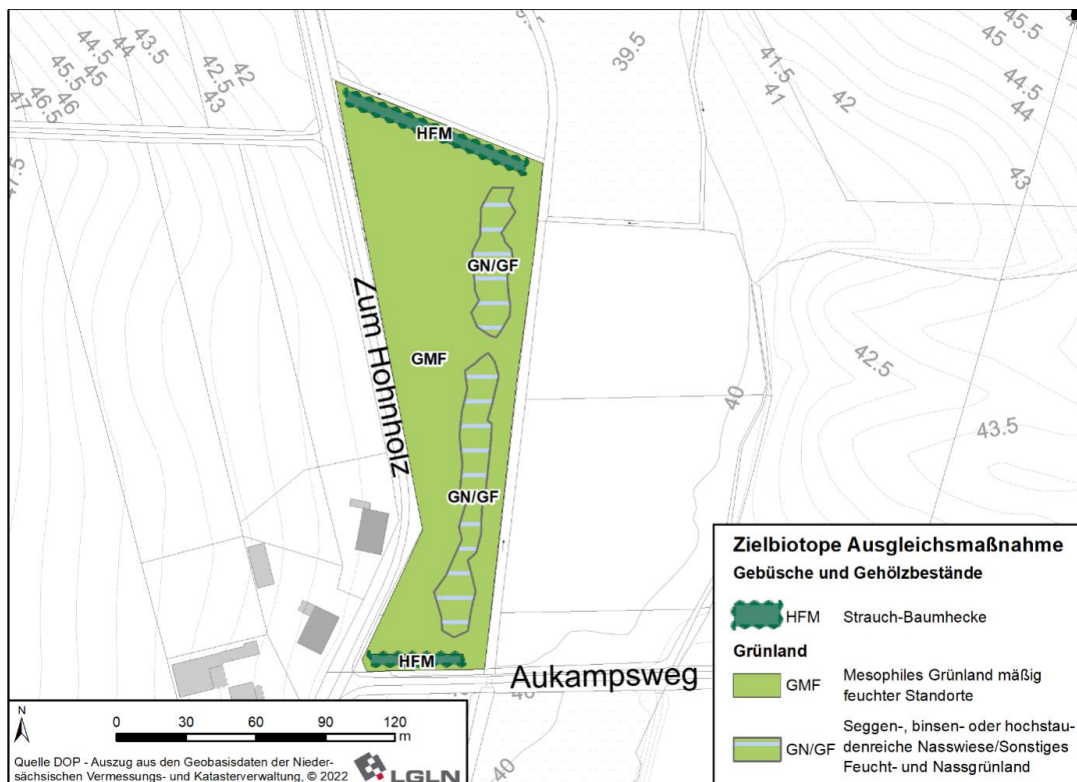 39.5
39.5
41.5
41
42
45.5
45
44.5
44
43
44.5
44
43.5
45.5
45
42.5
42
47
46.5
46
43
47.5
HFM
GN/GF
GMF
Zum Hohnholz
GN/GF
40
42.5
43.5
HFM
Aukampsweg
40
40
Zielbiotope Ausgleichsmaßnahme
Gebüsche und Gehölzbestände
HFM Strauch-Baumhecke
Grünland
GMF Mesophiles Grünland mäßig
feuchter Standorte
GN/GF Seggen-, binsen- oder hochstau-
denreiche Nasswiese/Sonstiges
Feucht- und Nassgrünland
N
0 30 60 90 120
m
Quelle DOP - Auszug aus den Geobasisdaten der Nieder-
sächsischen Vermessungs- und Katasterverwaltung, © 2022
LGLN